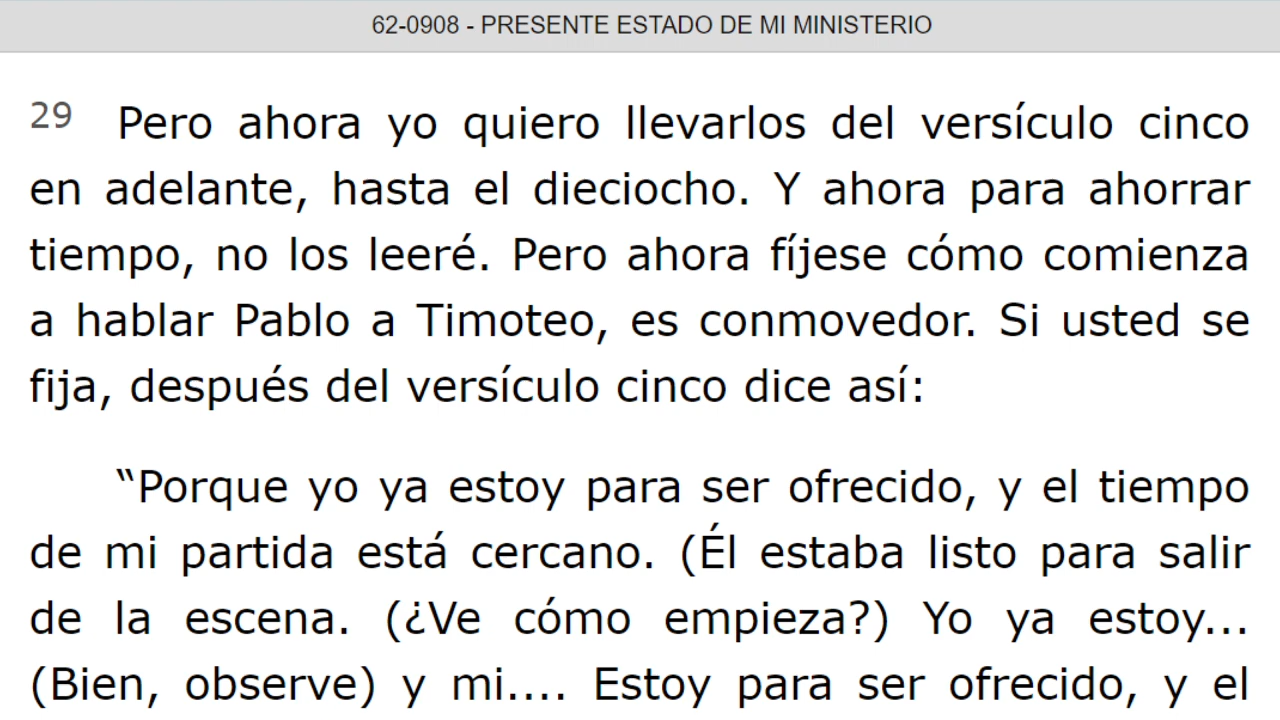 62-0908 - PRESENTE ESTADO DE MI MINISTERIO
29 Pero ahora yo quiero llevarlos del versículo cinco
en adelante, hasta el dieciocho. Y ahora para ahorrar
tiempo, no los leeré. Pero ahora fíjese cómo comienza
a hablar Pablo a Timoteo, es conmovedor. Si usted se
fija, después del versículo cinco dice así:
“Porque yo ya estoy para ser ofrecido, y el tiempo
de mi partida está cercano. (Él estaba listo para salir
de la escena. (¿Ve cómo empieza?) Yo ya estoy...
(Bien, observe) y mi.... Estoy para ser ofrecido, y el